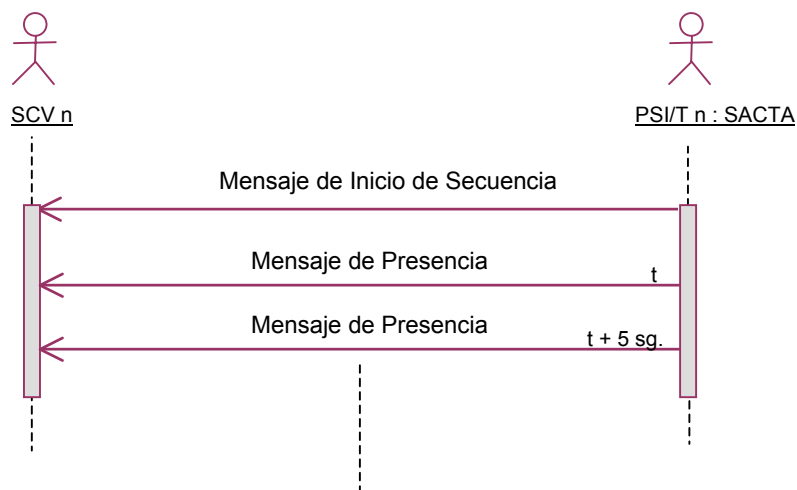 SCV n
PSI/T n : SACTA
Mensaje de Inicio de Secuencia
Mensaje de Presencia
t
Mensaje de Presencia
t + 5 sg.